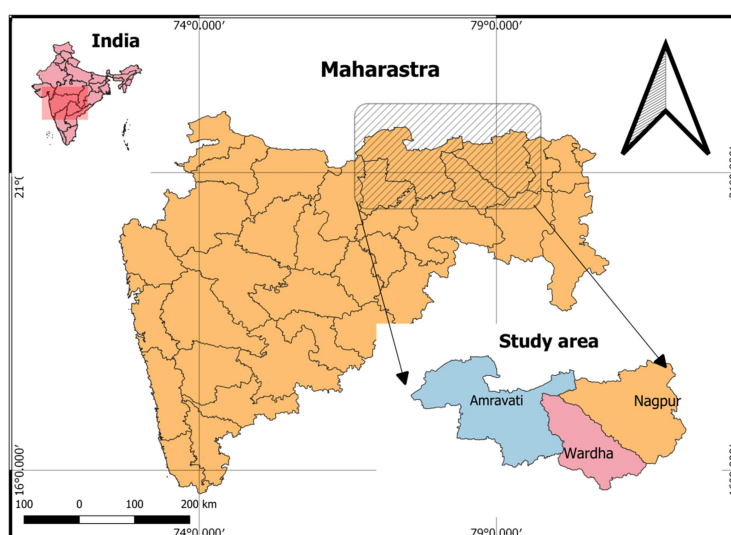 74°0.000′
79°0.000′
India
Maharastra
21°(
Study area
Amravati
Nagpur
Wardha
16°0.000′
100 0 100 200 km
74°0.000′
79°0.000′